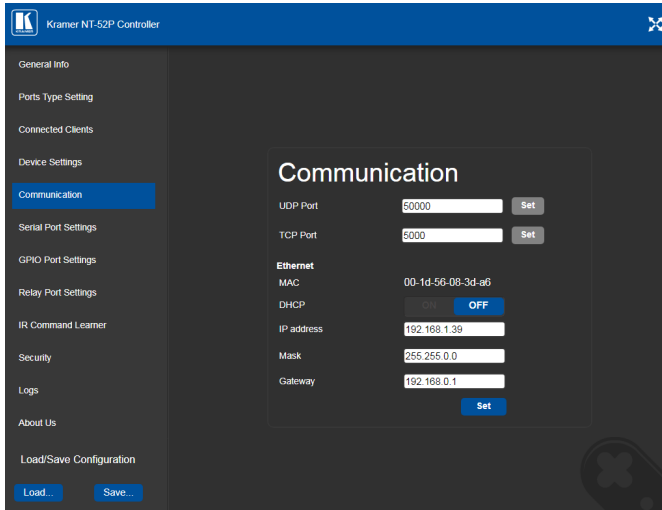 K
KRAMER
Kramer NT-52P Controller
General Info
Ports Type Setting
Connected Clients
Device Settings
Communication
Serial Port Settings
GPIO Port Settings
Relay Port Settings
IR Command Learner
Security
Logs
About Us
Load/Save Configuration
Load... Save...
Communication
UDP Port 50000 Set
TCP Port 5000 Set
Ethernet
MAC 00-1d-56-08-3d-a6
DHCP ON OFF
IP address 192.168.1.39
Mask 255.255.0.0
Gateway 192.168.0.1
Set